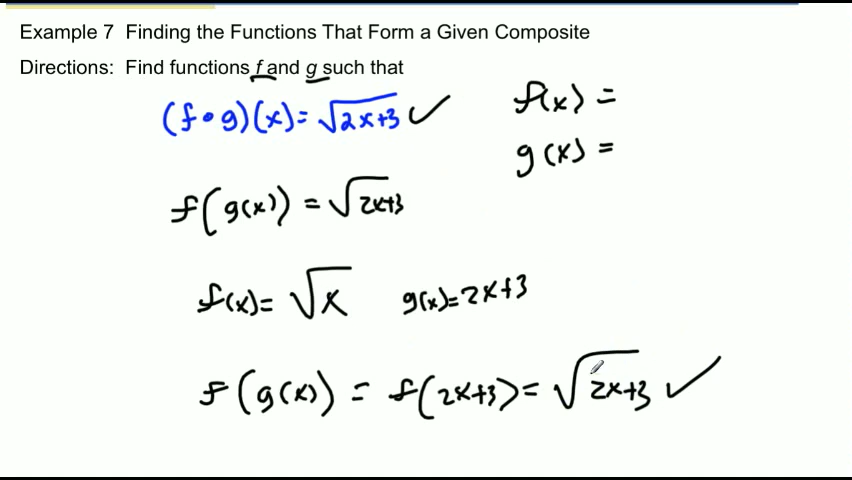 Example 7  Finding the Functions That Form a Given Composite
Directions:  Find functions f and g such that
(f∘g)(x)=√2x+3 ✓
f(x) =
g(x) =
f(g(x)) = √2x+3
f(x)= √x   g(x)=2x+3
f(g(x)) = f(2x+3)= √2x+3 ✓